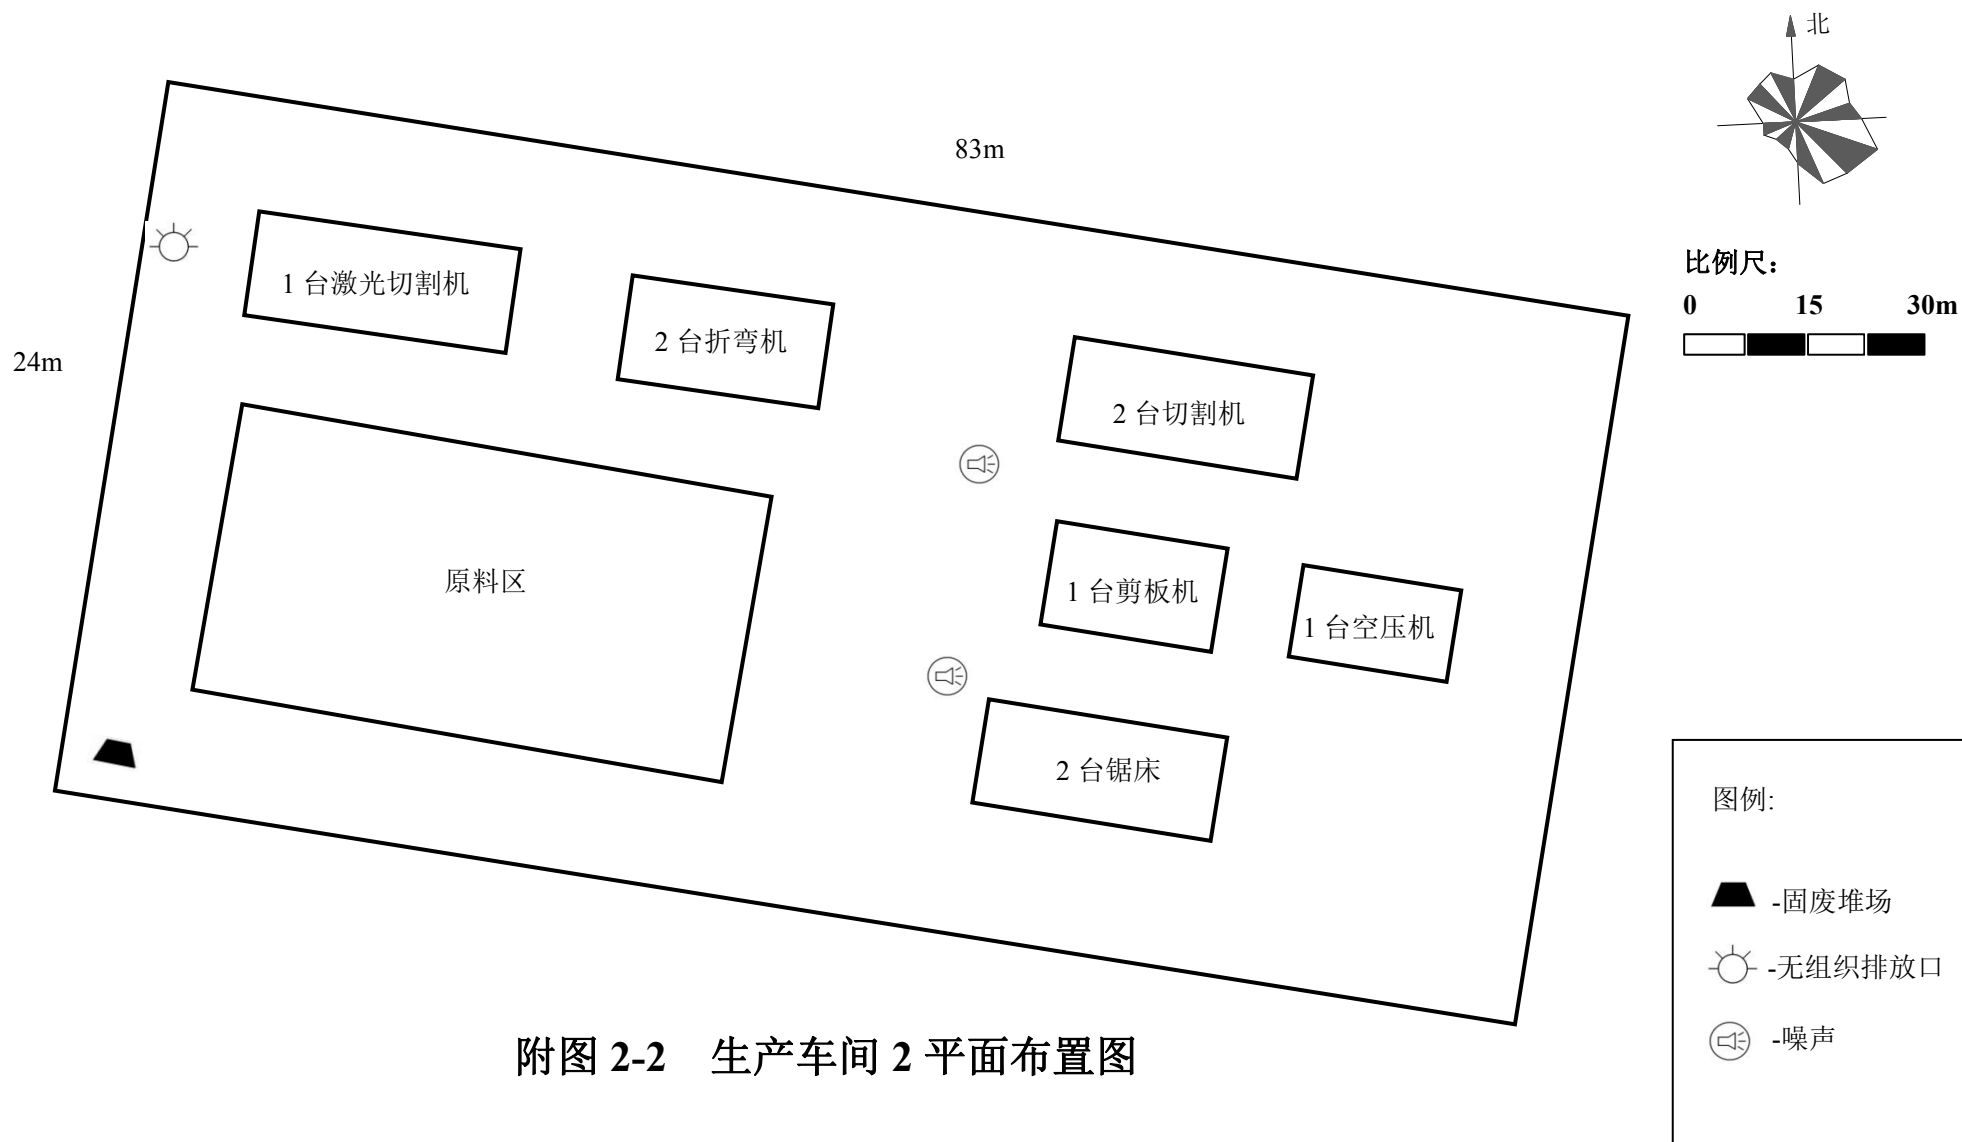 北
83m
比例尺：
0 15 30m
1 台激光切割机
2 台折弯机
24m
2 台切割机
原料区
1 台剪板机
1 台空压机
2 台锯床
图例:
-固废堆场
-无组织排放口
-噪声
附图 2-2 生产车间 2 平面布置图